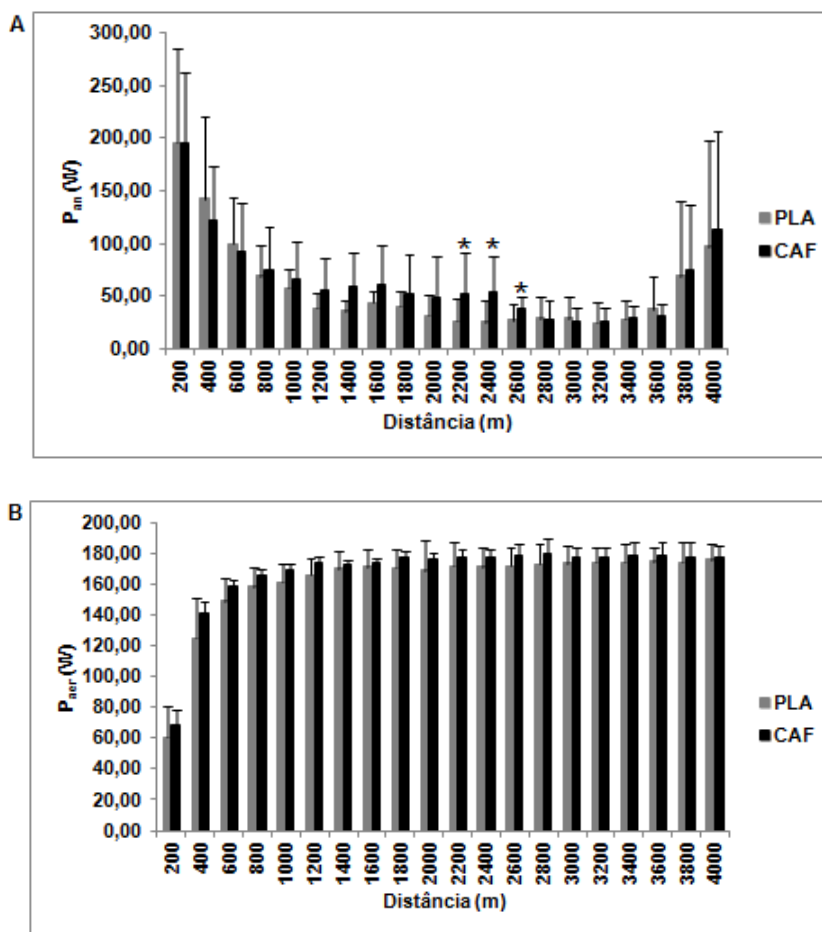 A
300,00
250,00
200,00
150,00
100,00
50,00
0,00
Pan (W)
* * *
PLA
CAF
200 400 600 800 1000 1200 1400 1600 1800 2000 2200 2400 2600 2800 3000 3200 3400 3600 3800 4000
Distância (m)
B
200,00
180,00
160,00
140,00
120,00
100,00
80,00
60,00
40,00
20,00
0,00
Paer (W)
PLA
CAF
200 400 600 800 1000 1200 1400 1600 1800 2000 2200 2400 2600 2800 3000 3200 3400 3600 3800 4000
Distância (m)